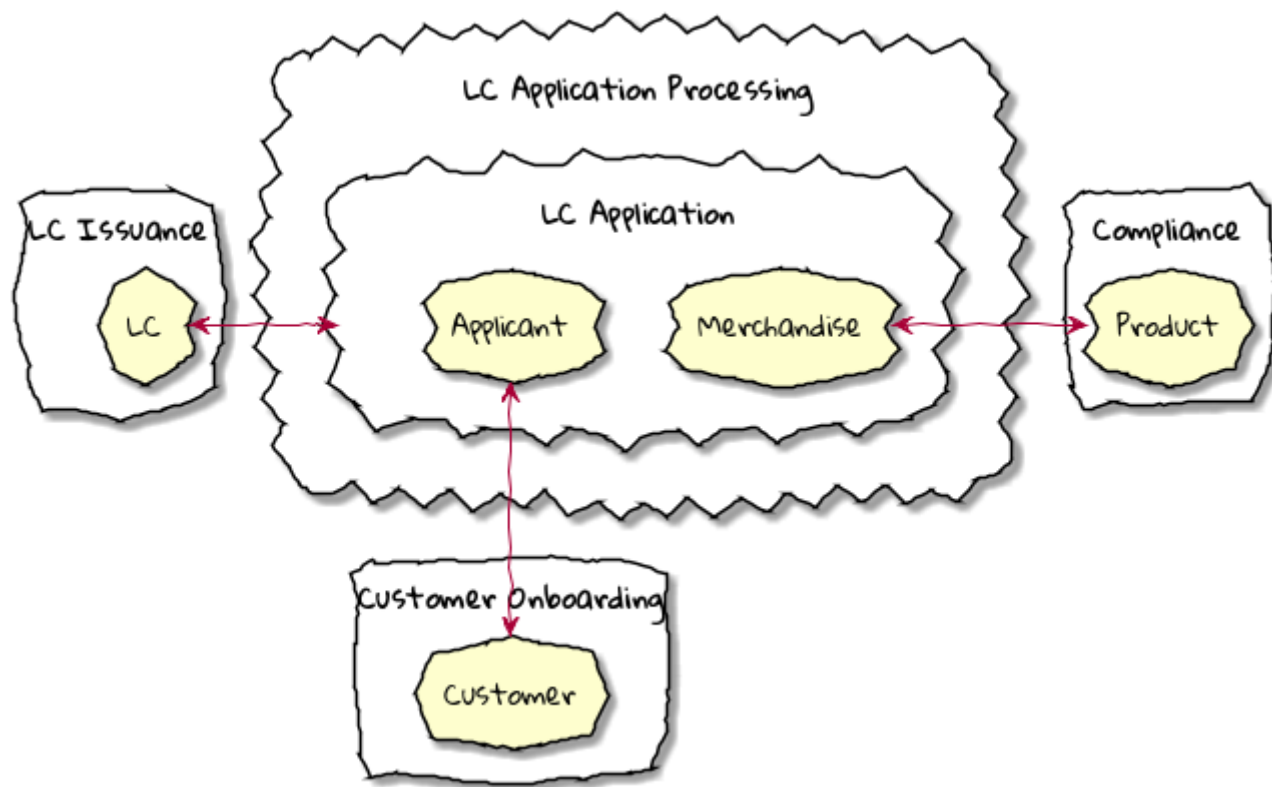 LC Application Processing
LC Application
LC Issuance
Compliance
LC
Applicant
Merchandise
Product
Customer Onboarding
Customer